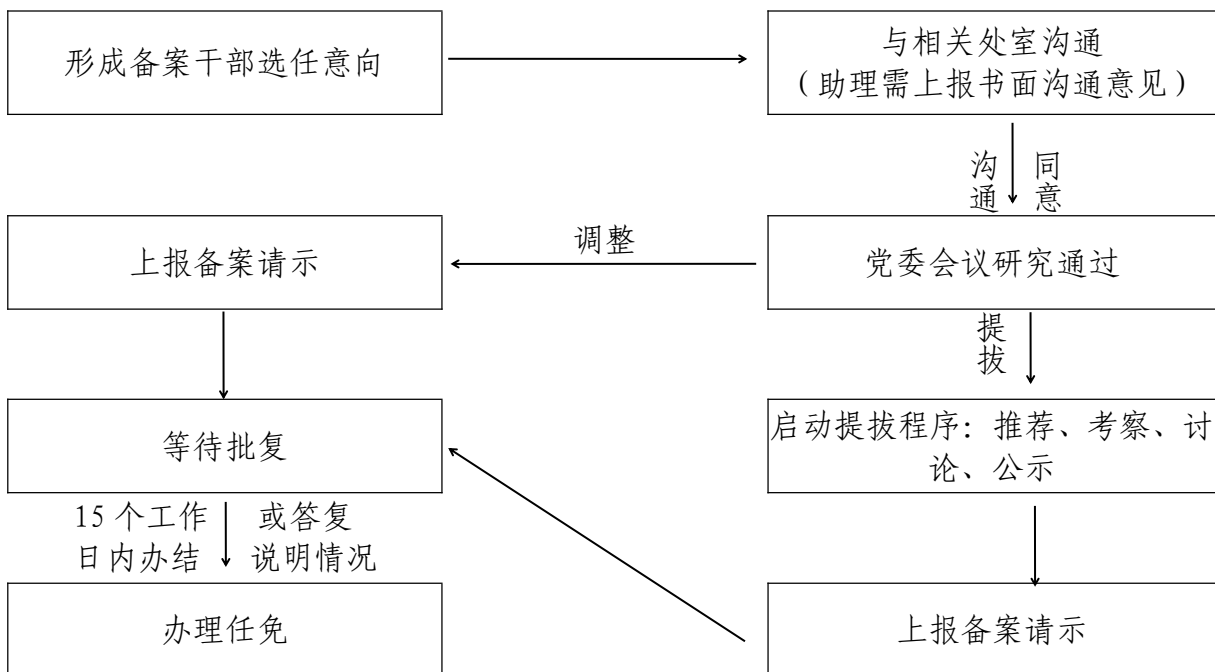 形成备案干部选任意向
与相关处室沟通
（助理需上报书面沟通意见）
沟通
同意
上报备案请示
调整
党委会议研究通过
提拔
等待批复
启动提拔程序：推荐、考察、讨
论、公示
15 个工作
日内办结
或答复
说明情况
办理任免
上报备案请示